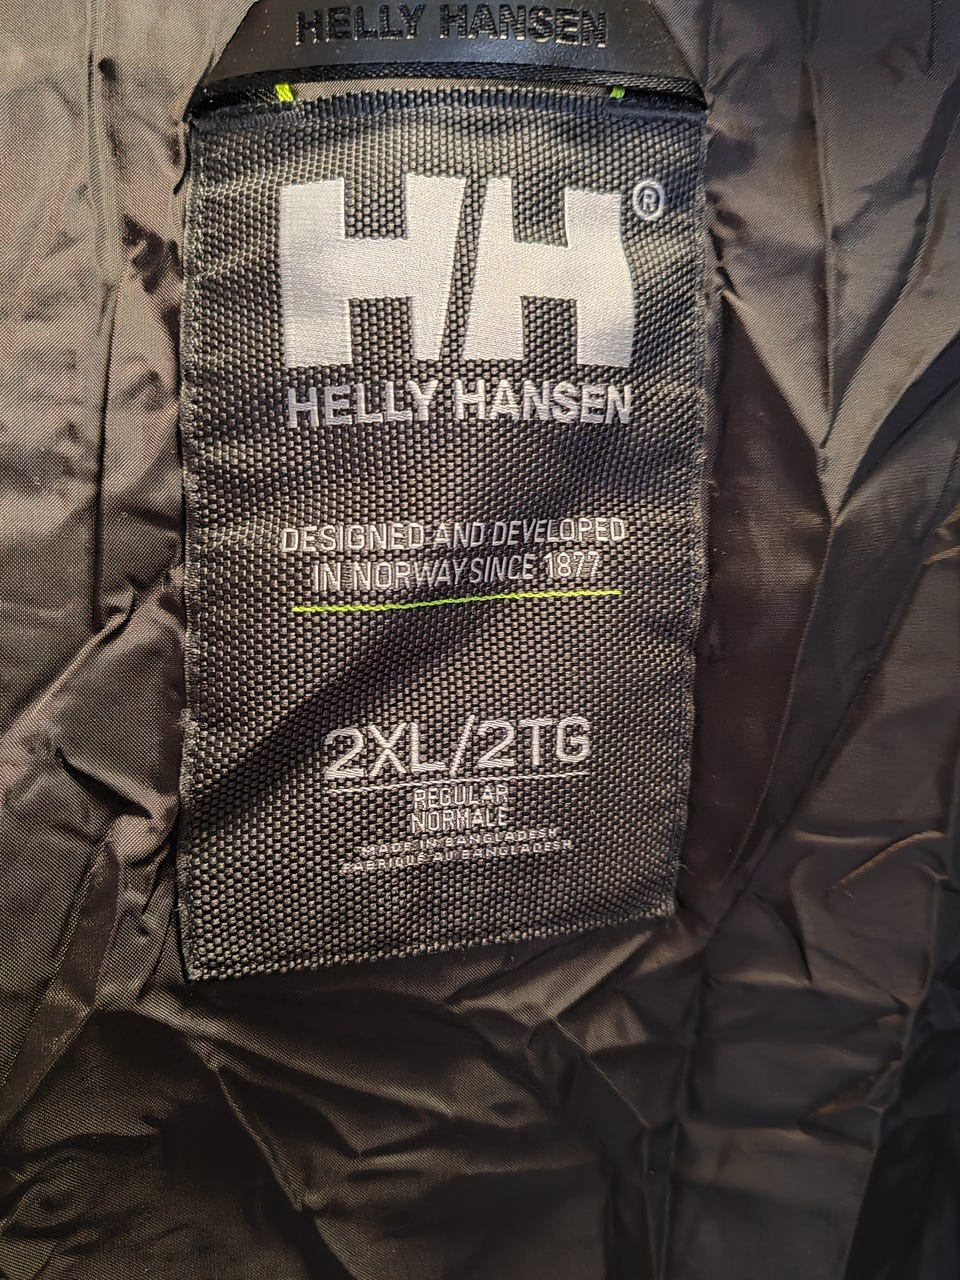 HELLY HANSEN
HH®
HELLY HANSEN
DESIGNED AND DEVELOPED
IN NORWAY SINCE 1877
2XL/2TG
REGULAR
NORMALE
MADE IN BANGLADESH
FABRIQUÉ AU BANGLADESH